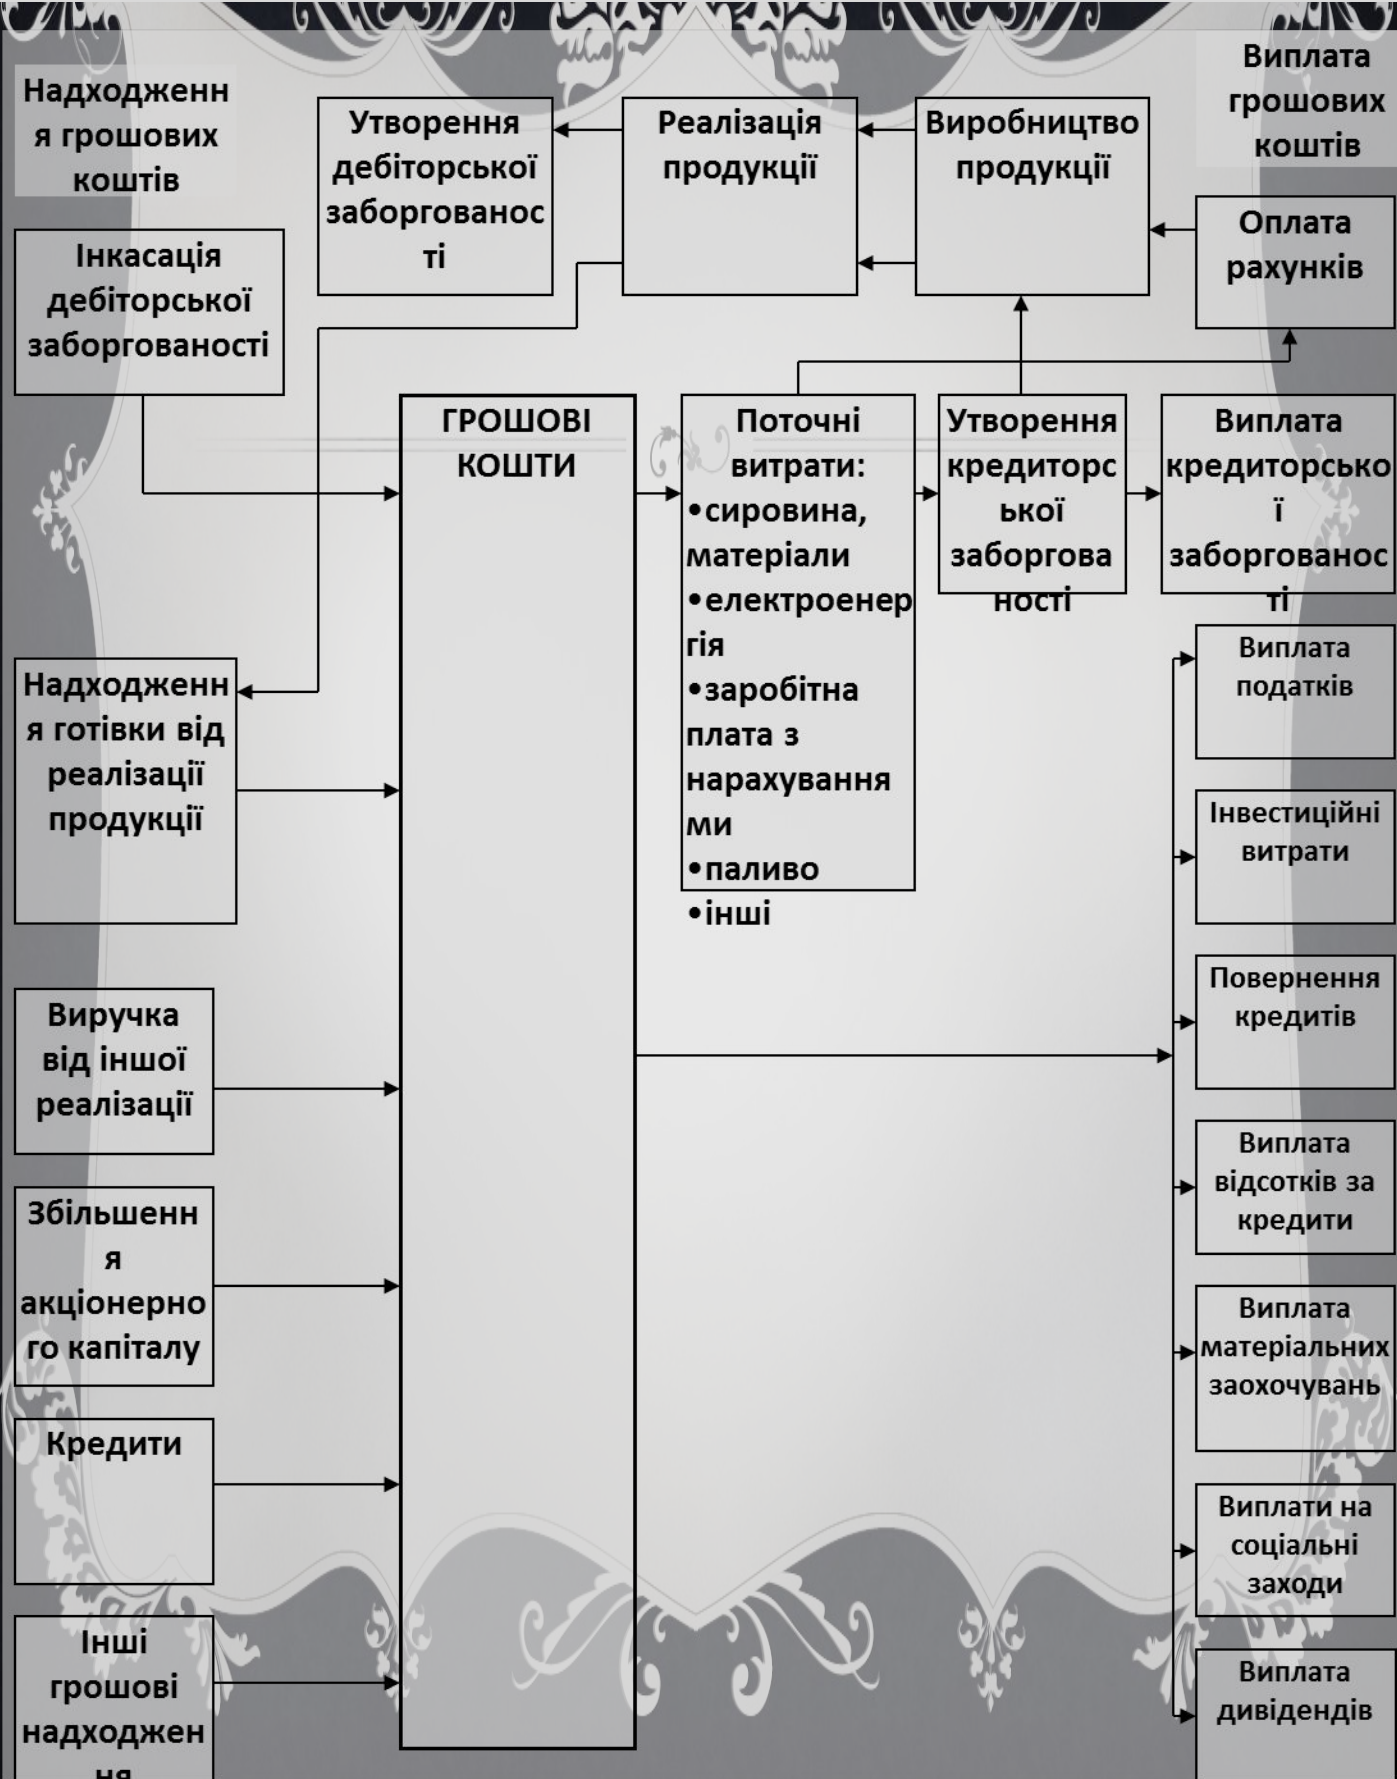 Надходженн
я грошових
коштів
Інкасація
дебіторської
заборгованості
Утворення
дебіторської
заборгованос
ті
Реалізація
продукції
Виробництво
продукції
Виплата
грошових
коштів
Оплата
рахунків
ГРОШОВІ
КОШТИ
Поточні
витрати:
•сировина,
матеріали
•електроенер
гія
•заробітна
плата з
нарахування
ми
•паливо
•інші
Утворення
кредиторс
ької
заборгова
ності
Виплата
кредиторсько
ї
заборгованос
ті
Надходженн
я готівки від
реалізації
продукції
Виручка
від іншої
реалізації
Збільшенн
я
акціонерно
го капіталу
Кредити
Інші
грошові
надходжен
ня
Виплата
податків
Інвестиційні
витрати
Повернення
кредитів
Виплата
відсотків за
кредити
Виплата
матеріальних
заохочувань
Виплати на
соціальні
заходи
Виплата
дивідендів